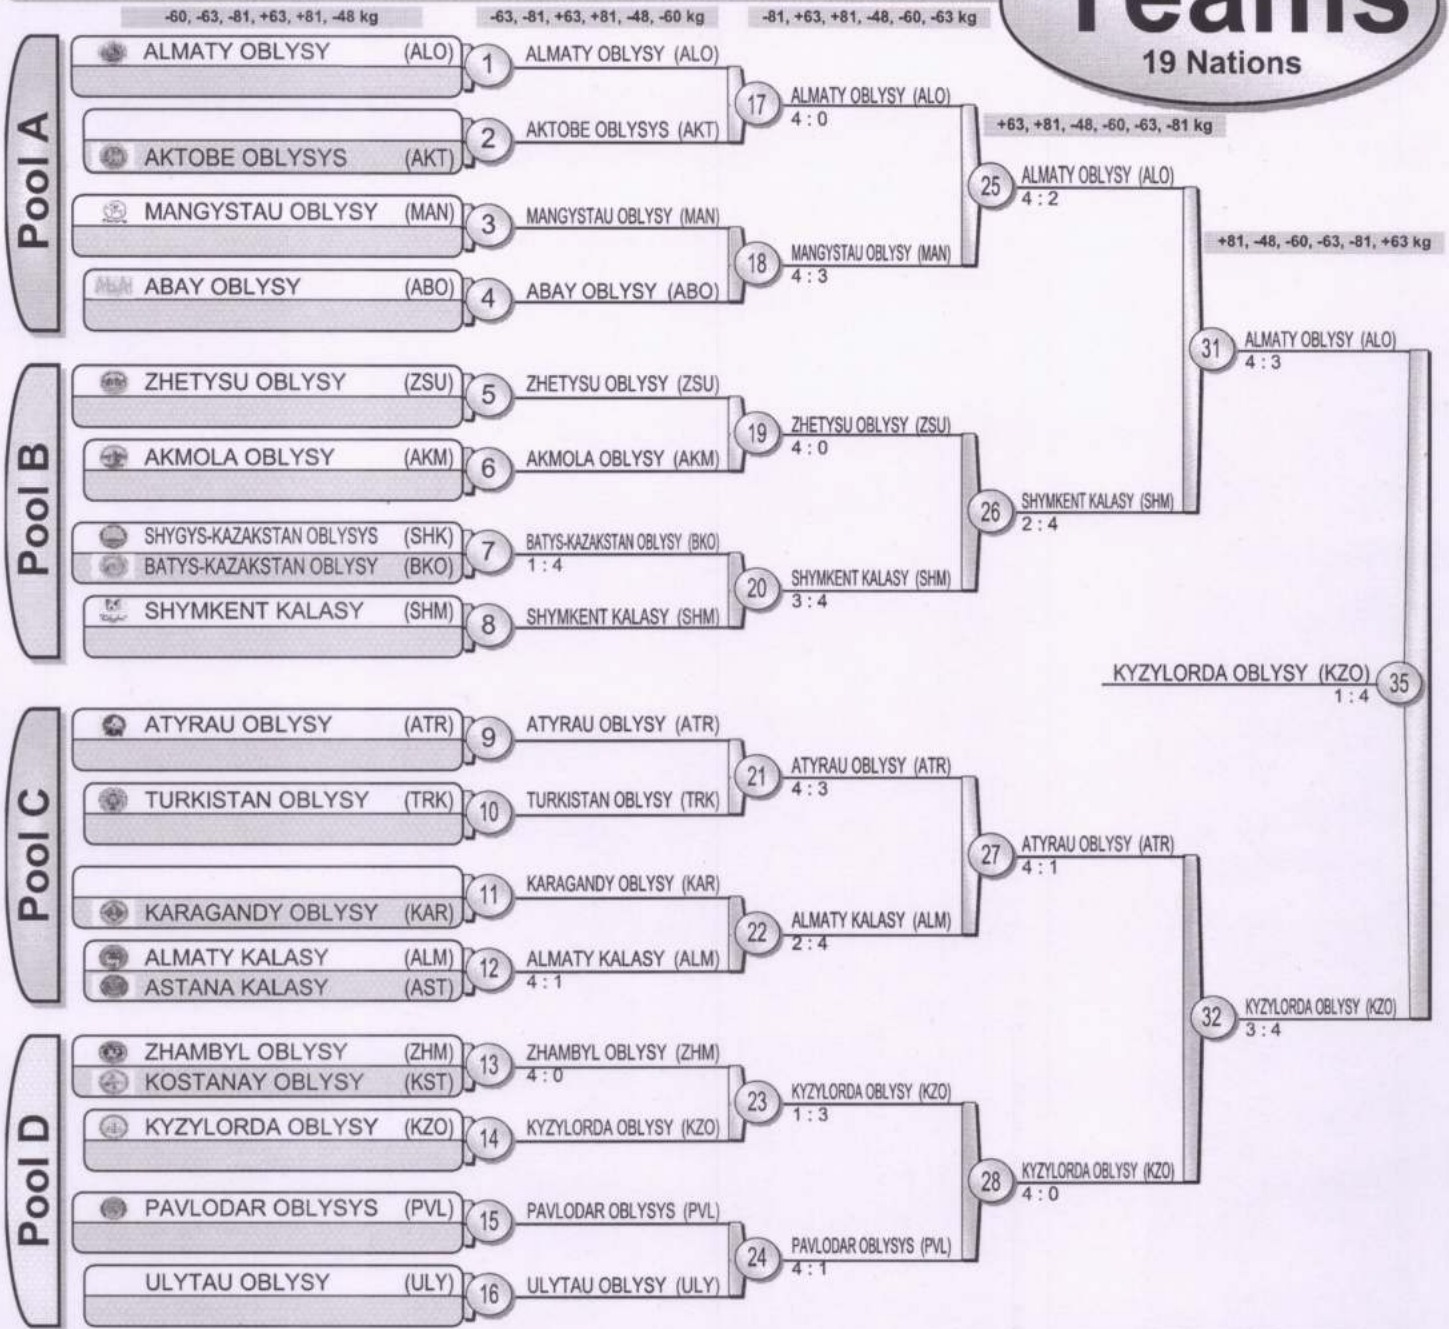 Teams
19 Nations
-60, -63, -81, +63, +81, -48 kg
-63, -81, +63, +81, -48, -60 kg
-81, +63, +81, -48, -60, -63 kg
+63, +81, -48, -60, -63, -81 kg
+81, -48, -60, -63, -81, +63 kg
Pool A
ALMATY OBLYSY (ALO)
AKTOBE OBLYSYS (AKT)
MANGYSTAU OBLYSY (MAN)
ABAY OBLYSY (ABO)
Pool B
ZHETYSU OBLYSY (ZSU)
AKMOLA OBLYSY (AKM)
SHYGYS-KAZAKSTAN OBLYSYS (SHK)
BATYS-KAZAKSTAN OBLYSY (BKO)
SHYMKENT KALASY (SHM)
Pool C
ATYRAU OBLYSY (ATR)
TURKISTAN OBLYSY (TRK)
KARAGANDY OBLYSY (KAR)
ALMATY KALASY (ALM)
ASTANA KALASY (AST)
Pool D
ZHAMBYL OBLYSY (ZHM)
KOSTANAY OBLYSY (KST)
KYZYLORDA OBLYSY (KZO)
PAVLODAR OBLYSYS (PVL)
ULYTAU OBLYSY (ULY)
1 ALMATY OBLYSY (ALO)
2 AKTOBE OBLYSYS (AKT)
3 MANGYSTAU OBLYSY (MAN)
4 ABAY OBLYSY (ABO)
5 ZHETYSU OBLYSY (ZSU)
6 AKMOLA OBLYSY (AKM)
7 BATYS-KAZAKSTAN OBLYSY (BKO)
1 : 4
8 SHYMKENT KALASY (SHM)
9 ATYRAU OBLYSY (ATR)
10 TURKISTAN OBLYSY (TRK)
11 KARAGANDY OBLYSY (KAR)
12 ALMATY KALASY (ALM)
4 : 1
13 ZHAMBYL OBLYSY (ZHM)
4 : 0
14 KYZYLORDA OBLYSY (KZO)
15 PAVLODAR OBLYSYS (PVL)
16 ULYTAU OBLYSY (ULY)
17 ALMATY OBLYSY (ALO)
4 : 0
18 MANGYSTAU OBLYSY (MAN)
4 : 3
19 ZHETYSU OBLYSY (ZSU)
4 : 0
20 SHYMKENT KALASY (SHM)
3 : 4
21 ATYRAU OBLYSY (ATR)
4 : 3
22 ALMATY KALASY (ALM)
2 : 4
23 KYZYLORDA OBLYSY (KZO)
1 : 3
24 PAVLODAR OBLYSYS (PVL)
4 : 1
25 ALMATY OBLYSY (ALO)
4 : 2
26 SHYMKENT KALASY (SHM)
2 : 4
27 ATYRAU OBLYSY (ATR)
4 : 1
28 KYZYLORDA OBLYSY (KZO)
4 : 0
31 ALMATY OBLYSY (ALO)
4 : 3
32 KYZYLORDA OBLYSY (KZO)
3 : 4
KYZYLORDA OBLYSY (KZO) 35
1 : 4